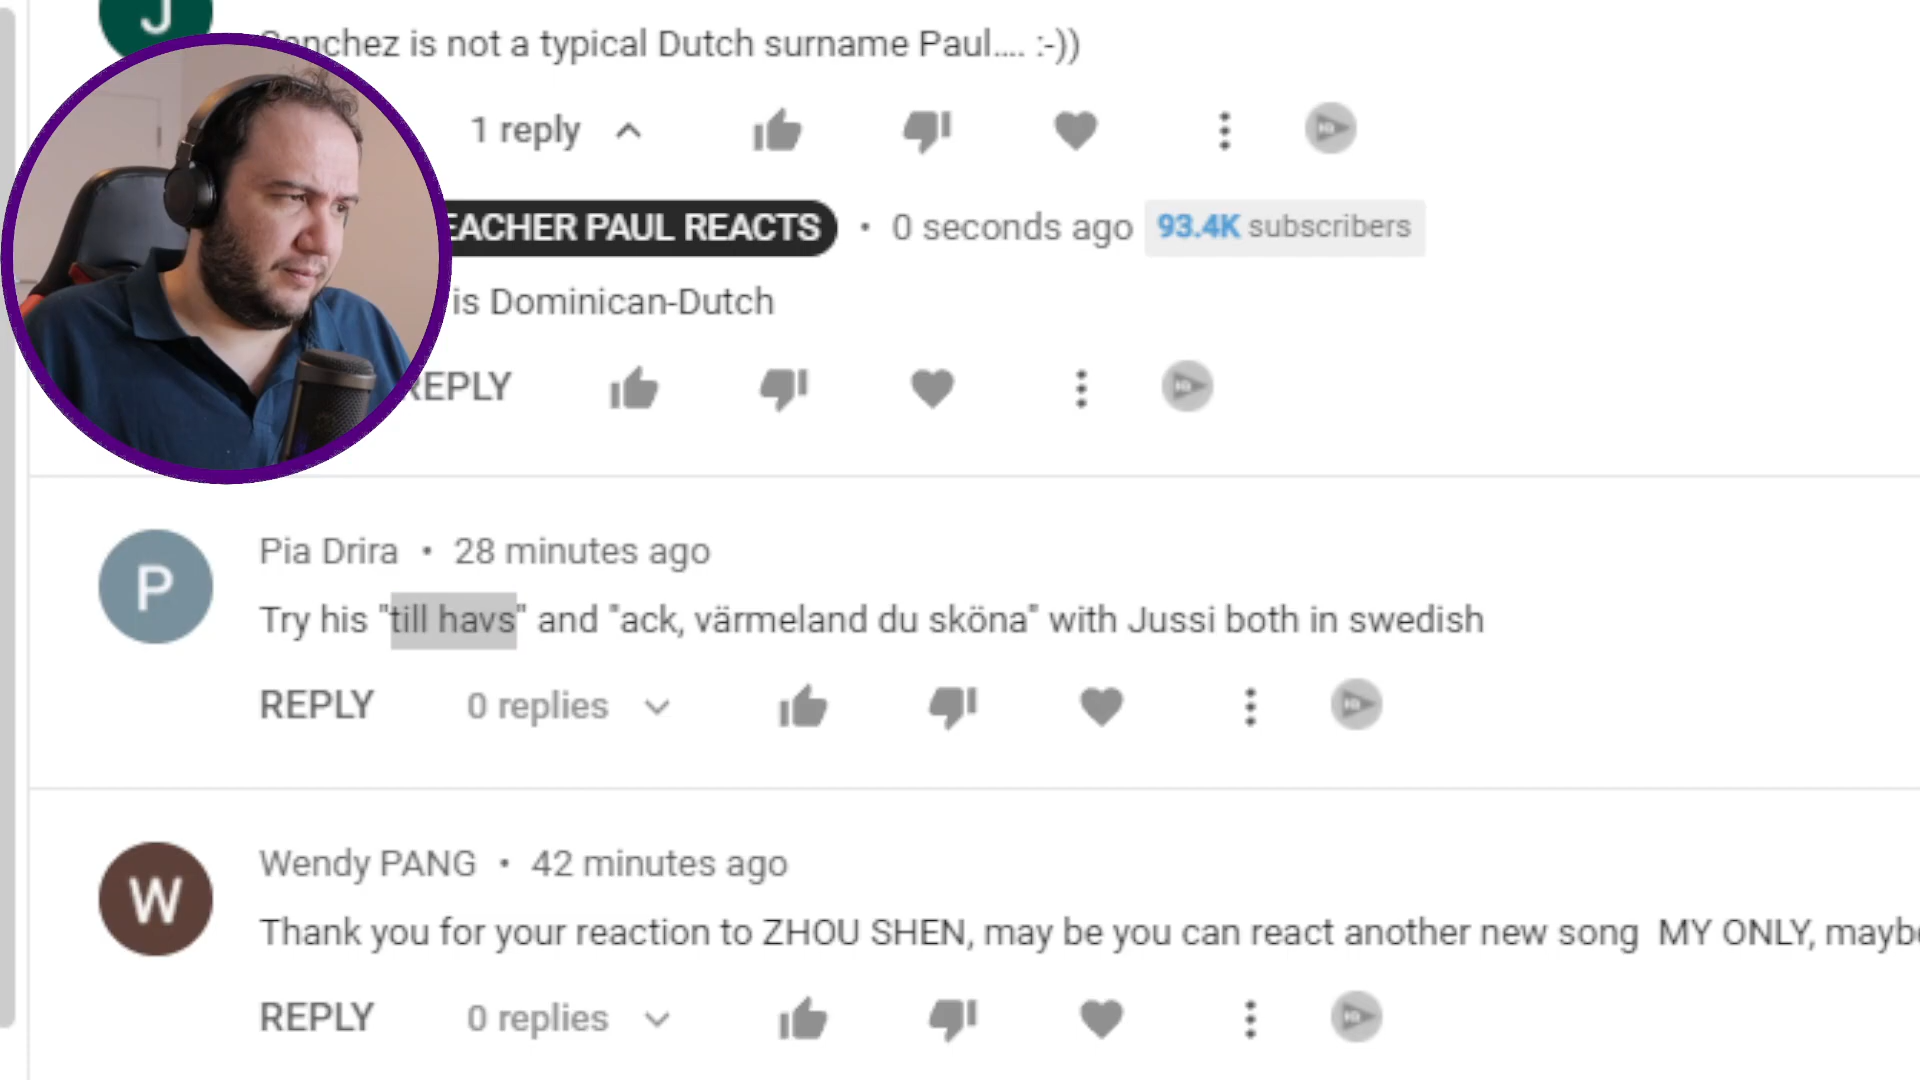 J
Sanchez is not a typical Dutch surname Paul.... :-))
1 reply
EACHER PAUL REACTS • 0 seconds ago 93.4K subscribers
is Dominican-Dutch
REPLY
P
Pia Drira • 28 minutes ago
Try his "till havs" and "ack, värmeland du sköna" with Jussi both in swedish
REPLY 0 replies
W
Wendy PANG • 42 minutes ago
Thank you for your reaction to ZHOU SHEN, may be you can react another new song MY ONLY, maybe
REPLY 0 replies